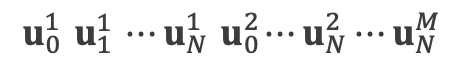 𝐮₀¹ 𝐮₁¹ ⋯ 𝐮_N¹ 𝐮₀² ⋯ 𝐮_N² ⋯ 𝐮_N^M